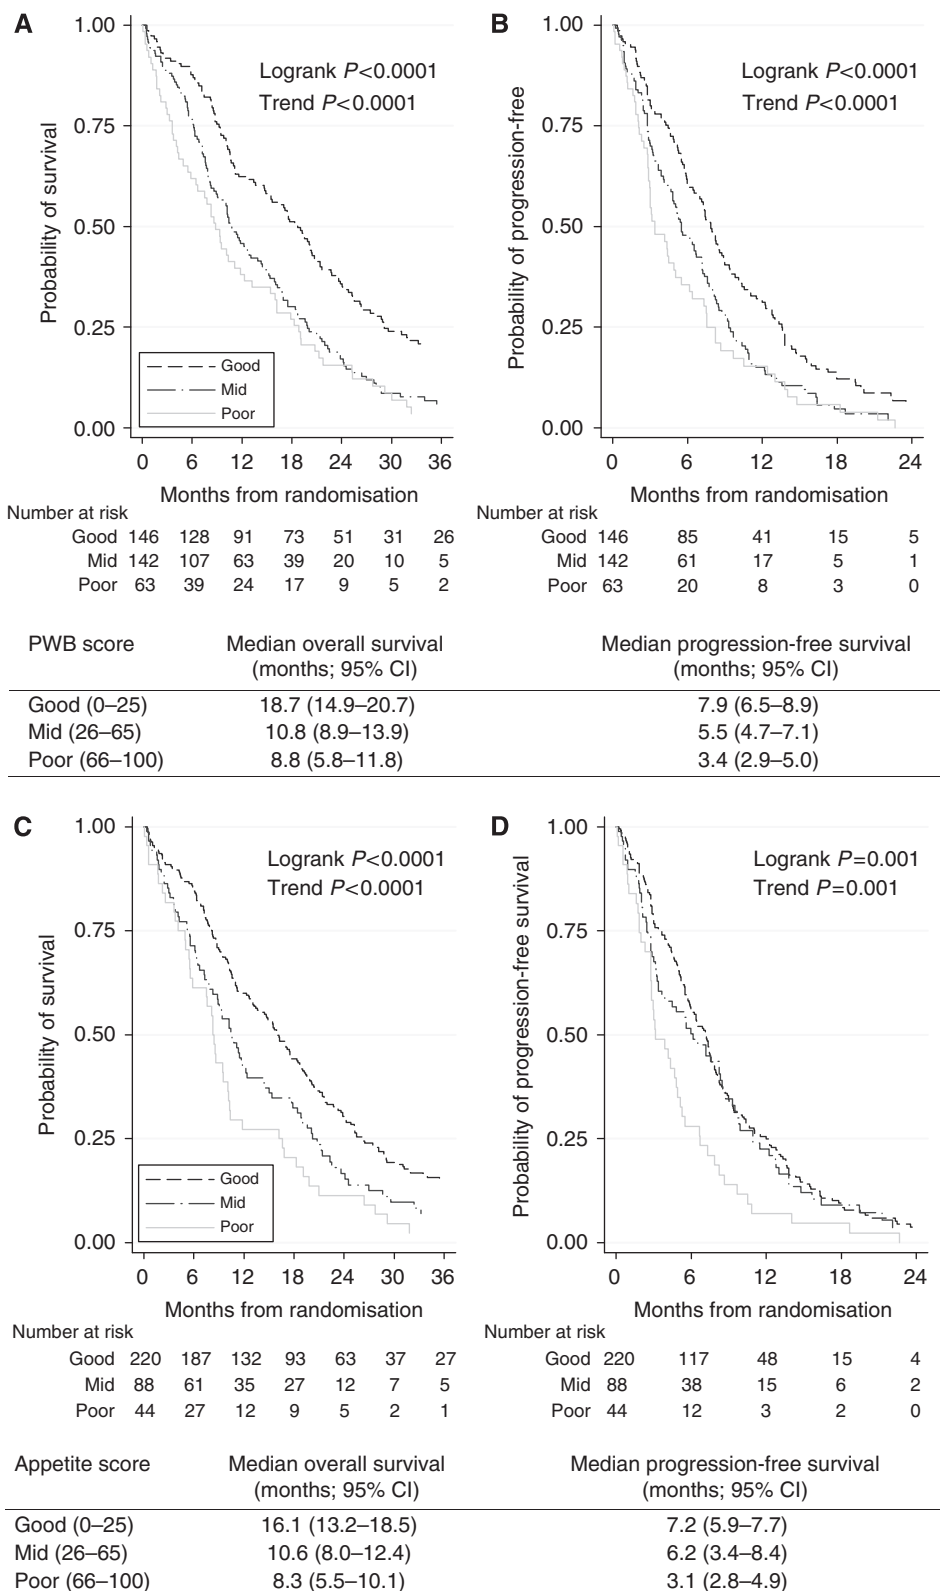 A
B
1.00
0.75
0.50
0.25
0.00
Probability of survival
Logrank P<0.0001
Trend P<0.0001
Good
Mid
Poor
0 6 12 18 24 30 36
Months from randomisation
Number at risk
Good 146 128 91 73 51 31 26
Mid 142 107 63 39 20 10 5
Poor 63 39 24 17 9 5 2
1.00
0.75
0.50
0.25
0.00
Probability of progression-free
Logrank P<0.0001
Trend P<0.0001
0 6 12 18 24
Months from randomisation
Number at risk
Good 146 85 41 15 5
Mid 142 61 17 5 1
Poor 63 20 8 3 0
PWB score Median overall survival Median progression-free survival
(months; 95% CI) (months; 95% CI)
Good (0–25) 18.7 (14.9–20.7) 7.9 (6.5–8.9)
Mid (26–65) 10.8 (8.9–13.9) 5.5 (4.7–7.1)
Poor (66–100) 8.8 (5.8–11.8) 3.4 (2.9–5.0)
C
D
1.00
0.75
0.50
0.25
0.00
Probability of survival
Logrank P<0.0001
Trend P<0.0001
Good
Mid
Poor
0 6 12 18 24 30 36
Months from randomisation
Number at risk
Good 220 187 132 93 63 37 27
Mid 88 61 35 27 12 7 5
Poor 44 27 12 9 5 2 1
1.00
0.75
0.50
0.25
0.00
Probability of progression-free survival
Logrank P=0.001
Trend P=0.001
0 6 12 18 24
Months from randomisation
Number at risk
Good 220 117 48 15 4
Mid 88 38 15 6 2
Poor 44 12 3 2 0
Appetite score Median overall survival Median progression-free survival
(months; 95% CI) (months; 95% CI)
Good (0–25) 16.1 (13.2–18.5) 7.2 (5.9–7.7)
Mid (26–65) 10.6 (8.0–12.4) 6.2 (3.4–8.4)
Poor (66–100) 8.3 (5.5–10.1) 3.1 (2.8–4.9)